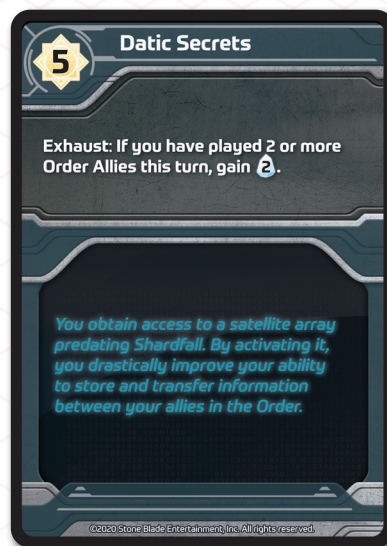 Datic Secrets
5
Exhaust: If you have played 2 or more
Order Allies this turn, gain 2.
You obtain access to a satellite array
predating Shardfall. By activating it,
you drastically improve your ability
to store and transfer information
between your allies in the Order.
©2020 Stone Blade Entertainment, Inc. All rights reserved.